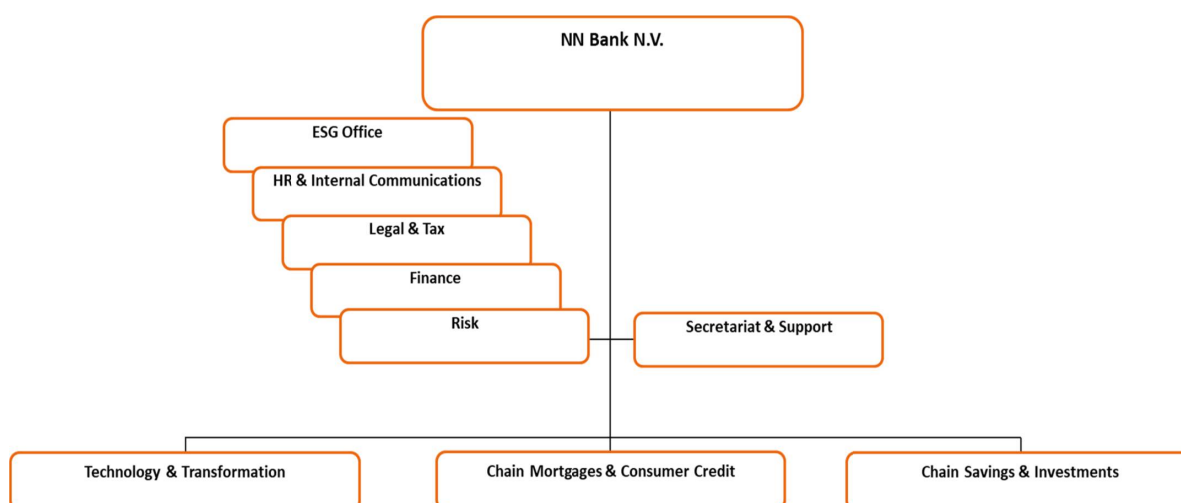 NN Bank N.V.
ESG Office
HR & Internal Communications
Legal & Tax
Finance
Risk
Secretariat & Support
Technology & Transformation
Chain Mortgages & Consumer Credit
Chain Savings & Investments